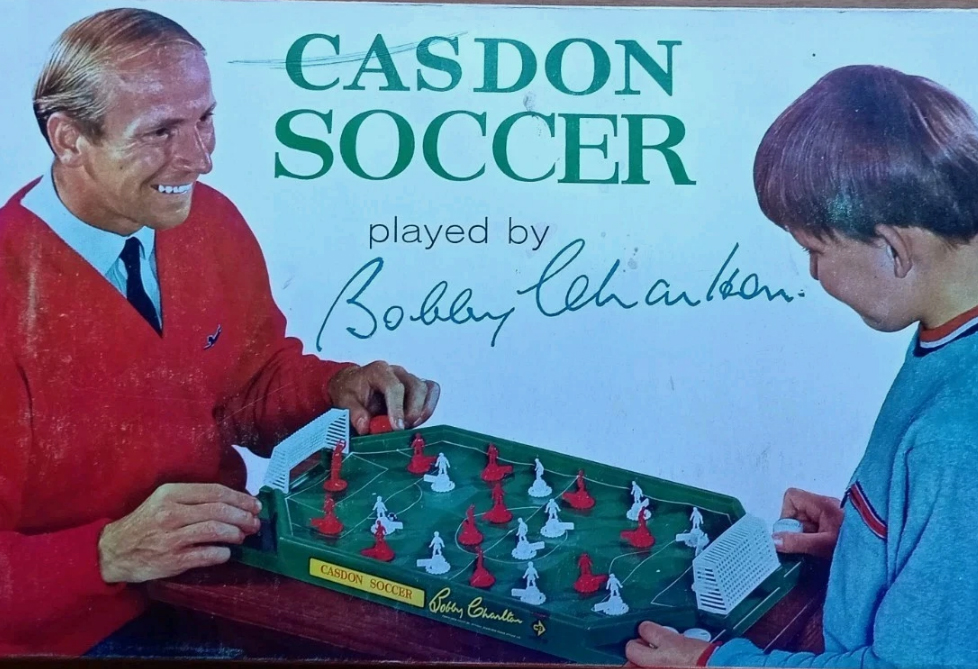 CASDON
SOCCER
played by
Bobby Charlton.
CASDON SOCCER
Bobby Charlton